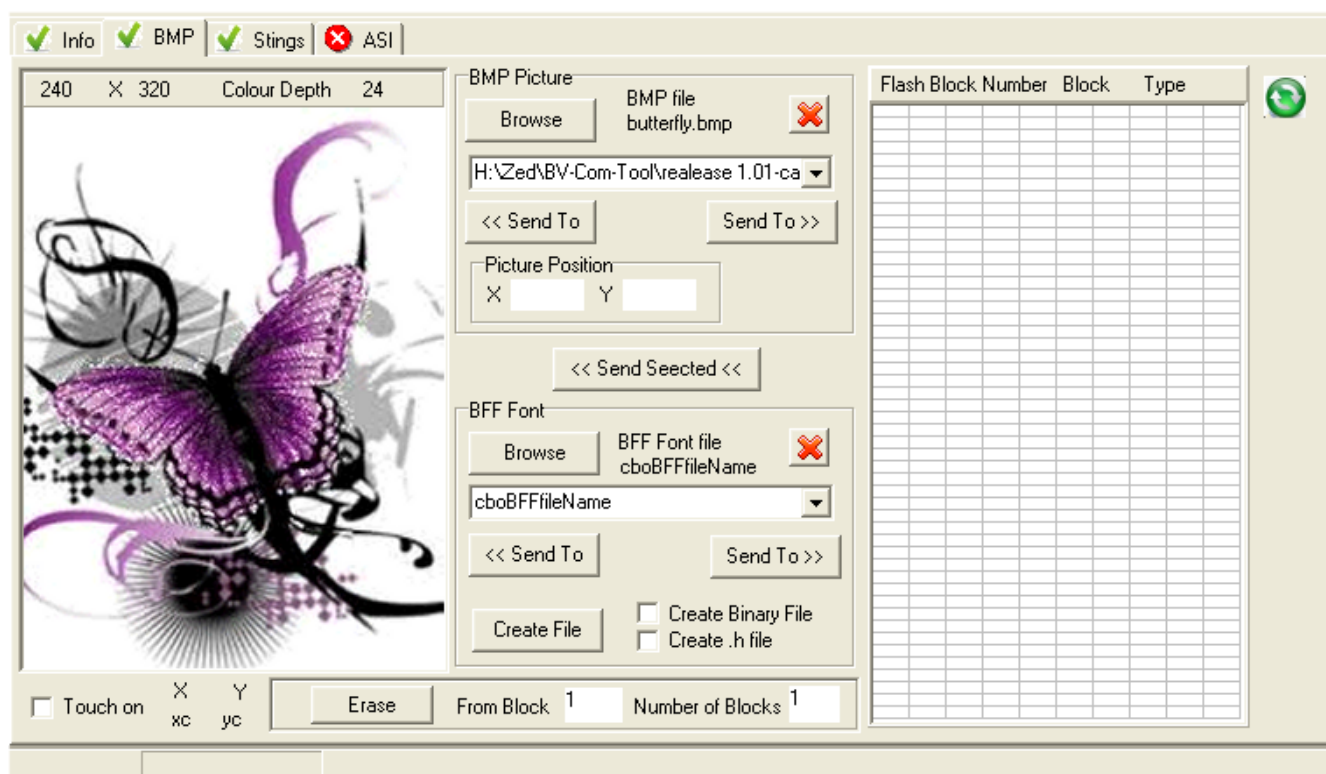 Info BMP Stings ASI
240 X 320 Colour Depth 24
BMP Picture
Browse
BMP file
butterfly.bmp
H:\Zed\BV-Com-Tool\realease 1.01-ca
<< Send To
Send To >>
Picture Position
X Y
<< Send Seected <<
BFF Font
Browse
BFF Font file
cboBFFfileName
cboBFFfileName
<< Send To
Send To >>
Create File
Create Binary File
Create .h file
Flash Block Number Block Type
Touch on
X Y
xc yc
Erase From Block 1 Number of Blocks 1